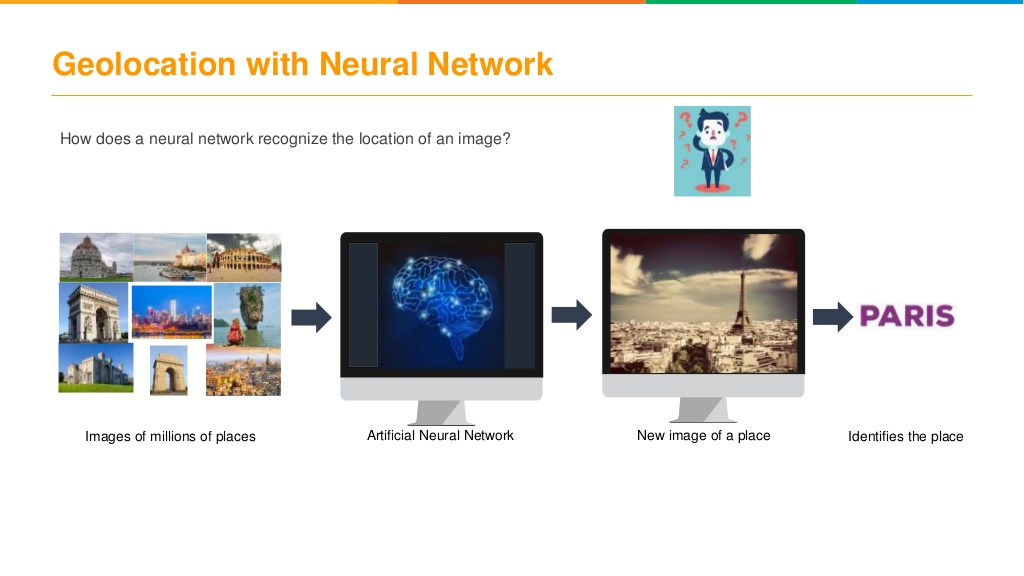 Geolocation with Neural Network
How does a neural network recognize the location of an image?
PARIS
Images of millions of places
Artificial Neural Network
New image of a place
Identifies the place